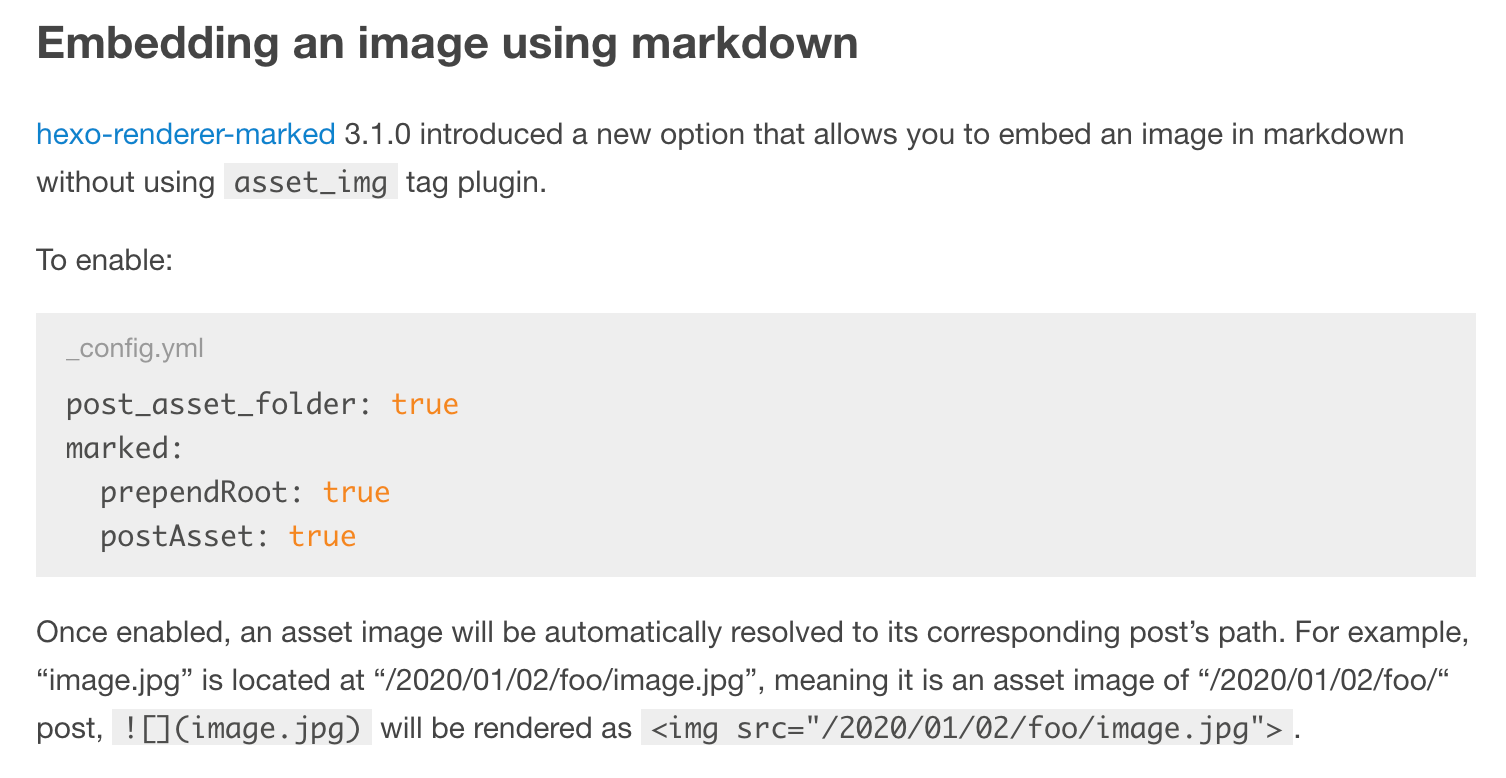 Embedding an image using markdown
hexo-renderer-marked 3.1.0 introduced a new option that allows you to embed an image in markdown
without using asset_img tag plugin.
To enable:
_config.yml
post_asset_folder: true
marked:
  prependRoot: true
  postAsset: true
Once enabled, an asset image will be automatically resolved to its corresponding post’s path. For example,
“image.jpg” is located at “/2020/01/02/foo/image.jpg”, meaning it is an asset image of “/2020/01/02/foo/“
post, ![](image.jpg) will be rendered as <img src="/2020/01/02/foo/image.jpg">.